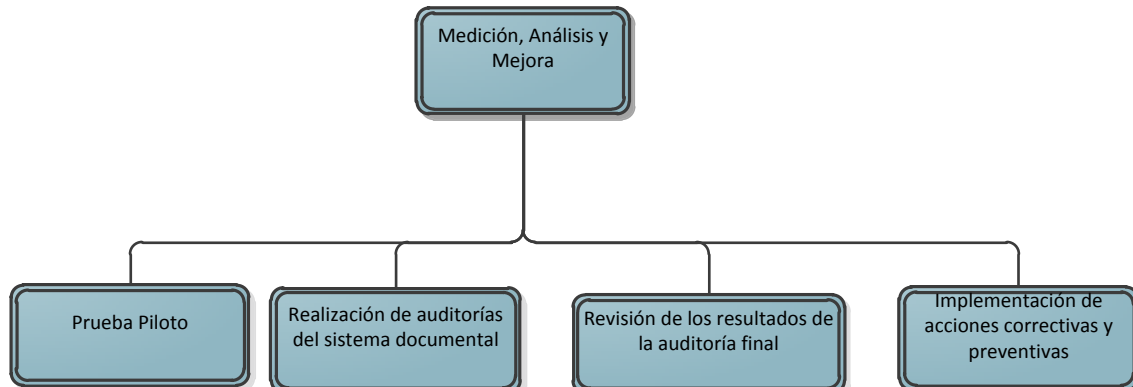 Medición, Análisis y
Mejora
Prueba Piloto
Realización de auditorías
del sistema documental
Revisión de los resultados de
la auditoría final
Implementación de
acciones correctivas y
preventivas